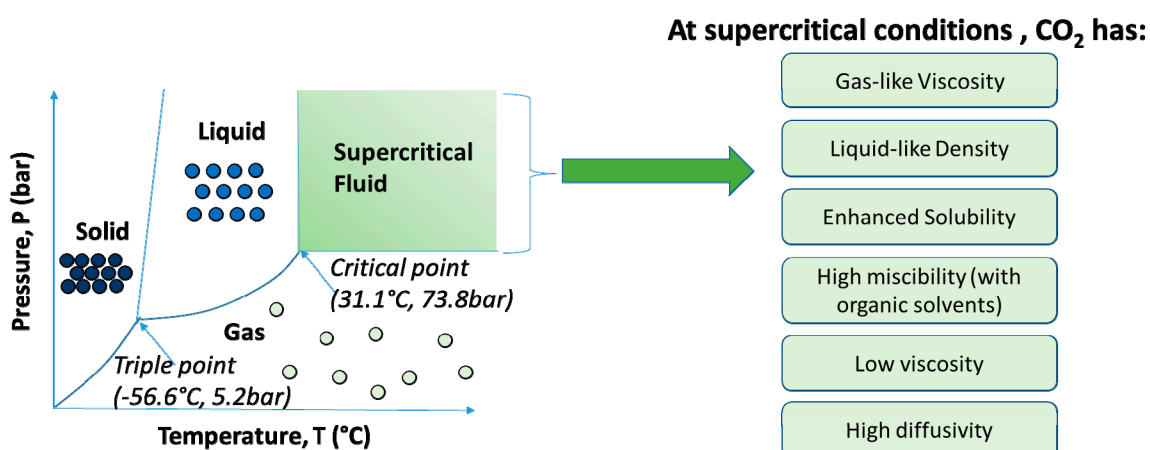 At supercritical conditions , CO₂ has:
Gas-like Viscosity
Liquid-like Density
Enhanced Solubility
High miscibility (with
organic solvents)
Low viscosity
High diffusivity
Pressure, P (bar)
Solid
Liquid
Supercritical
Fluid
Critical point
(31.1°C, 73.8bar)
Gas
Triple point
(-56.6°C, 5.2bar)
Temperature, T (°C)